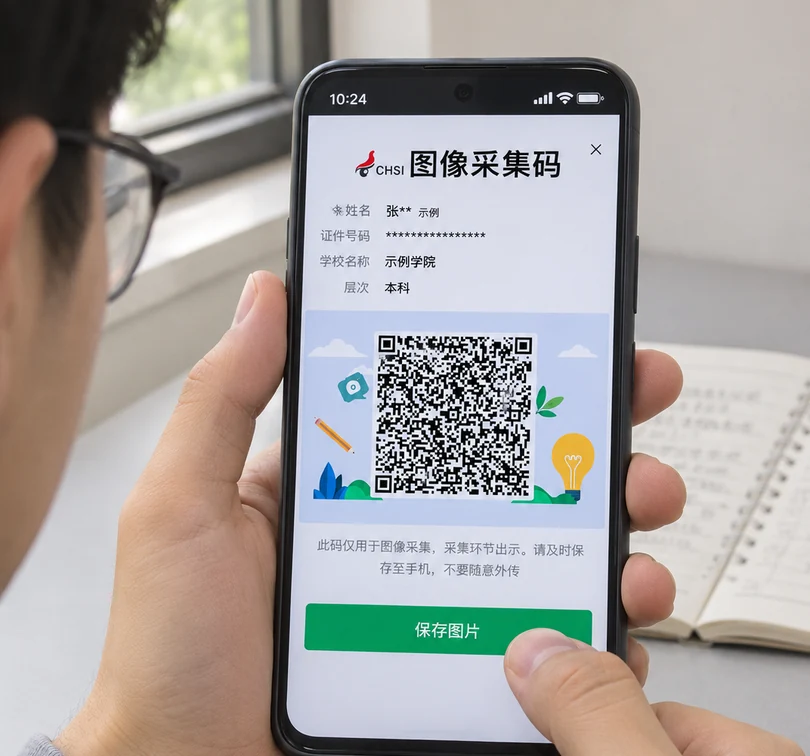 10:24
CHSI 图像采集码
姓名 张** 示例
证件号码 ****************
学校名称 示例学院
层次 本科
此码仅用于图像采集，采集环节出示。请及时保
存至手机，不要随意外传
保存图片